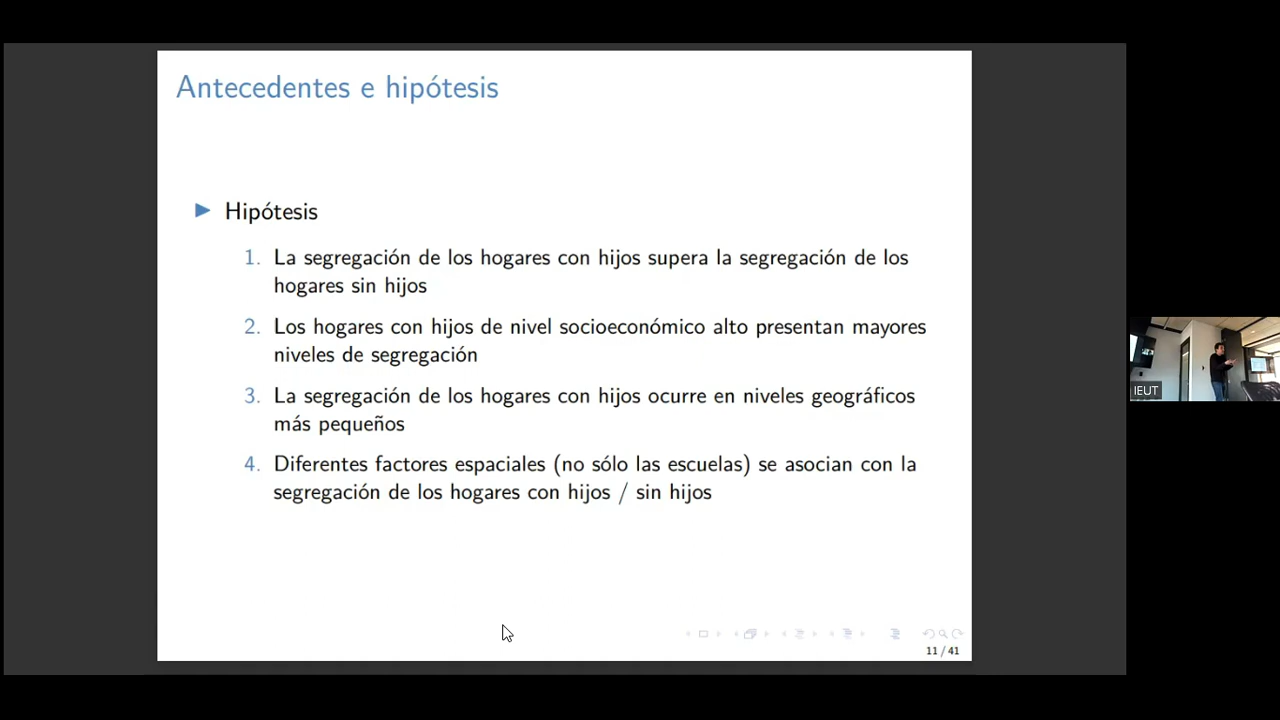 Antecedentes e hipótesis
Hipótesis
1. La segregación de los hogares con hijos supera la segregación de los
hogares sin hijos
2. Los hogares con hijos de nivel socioeconómico alto presentan mayores
niveles de segregación
3. La segregación de los hogares con hijos ocurre en niveles geográficos
más pequeños
4. Diferentes factores espaciales (no sólo las escuelas) se asocian con la
segregación de los hogares con hijos / sin hijos
11 / 41
IEUT